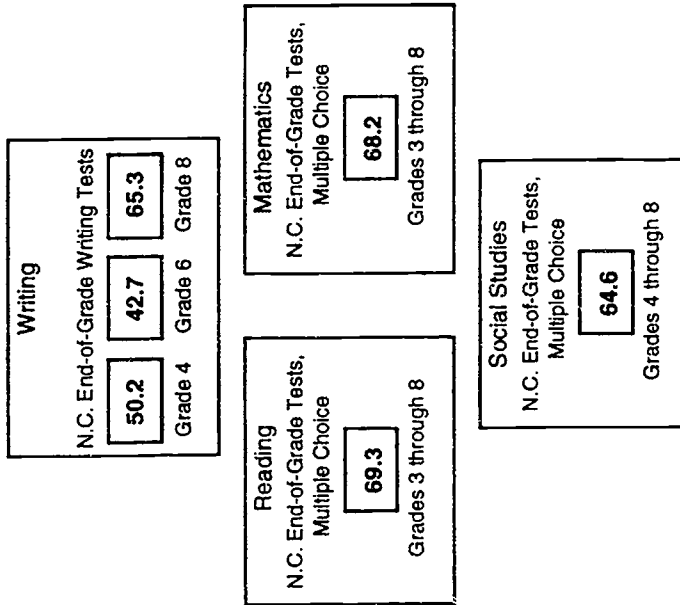 Writing
N.C. End-of-Grade Writing Tests
50.2 42.7 65.3
Grade 4 Grade 6 Grade 8
Reading
N.C. End-of-Grade Tests,
Multiple Choice
69.3
Grades 3 through 8
Mathematics
N.C. End-of-Grade Tests,
Multiple Choice
68.2
Grades 3 through 8
Social Studies
N.C. End-of-Grade Tests,
Multiple Choice
64.6
Grades 4 through 8